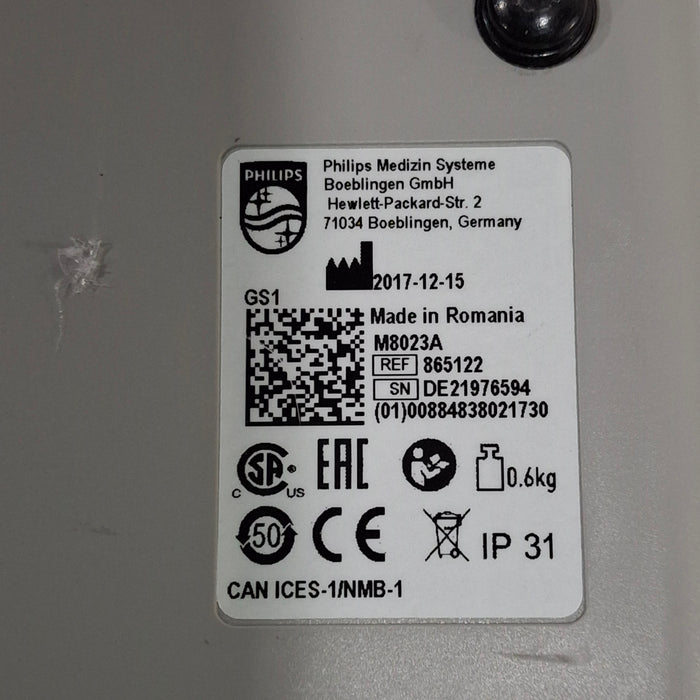 PHILIPS
Philips Medizin Systeme
Boeblingen GmbH
Hewlett-Packard-Str. 2
71034 Boeblingen, Germany
2017-12-15
GS1
Made in Romania
M8023A
REF 865122
SN DE21976594
(01)00884838021730
C SA US
EAC
0.6kg
50
CE
IP 31
CAN ICES-1/NMB-1